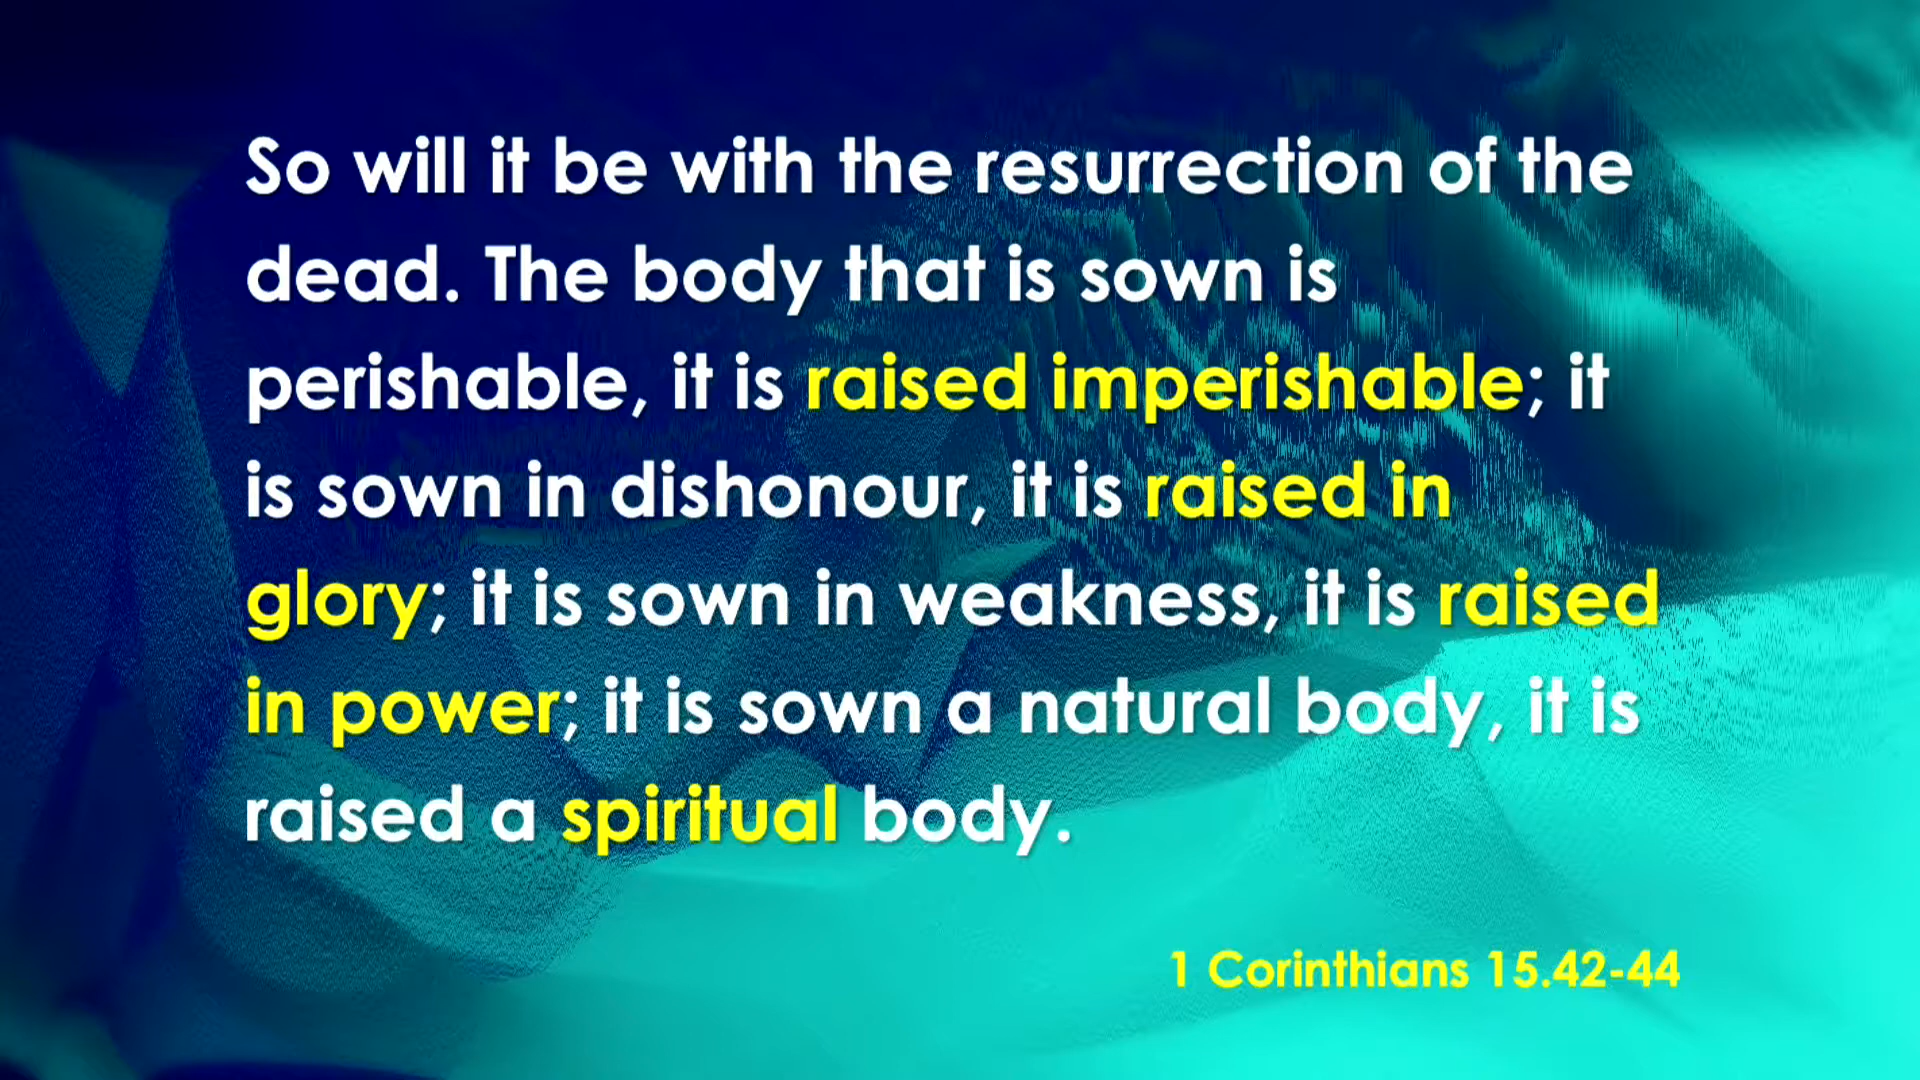 So will it be with the resurrection of the
dead. The body that is sown is
perishable, it is raised imperishable; it
is sown in dishonour, it is raised in
glory; it is sown in weakness, it is raised
in power; it is sown a natural body, it is
raised a spiritual body.
1 Corinthians 15.42-44